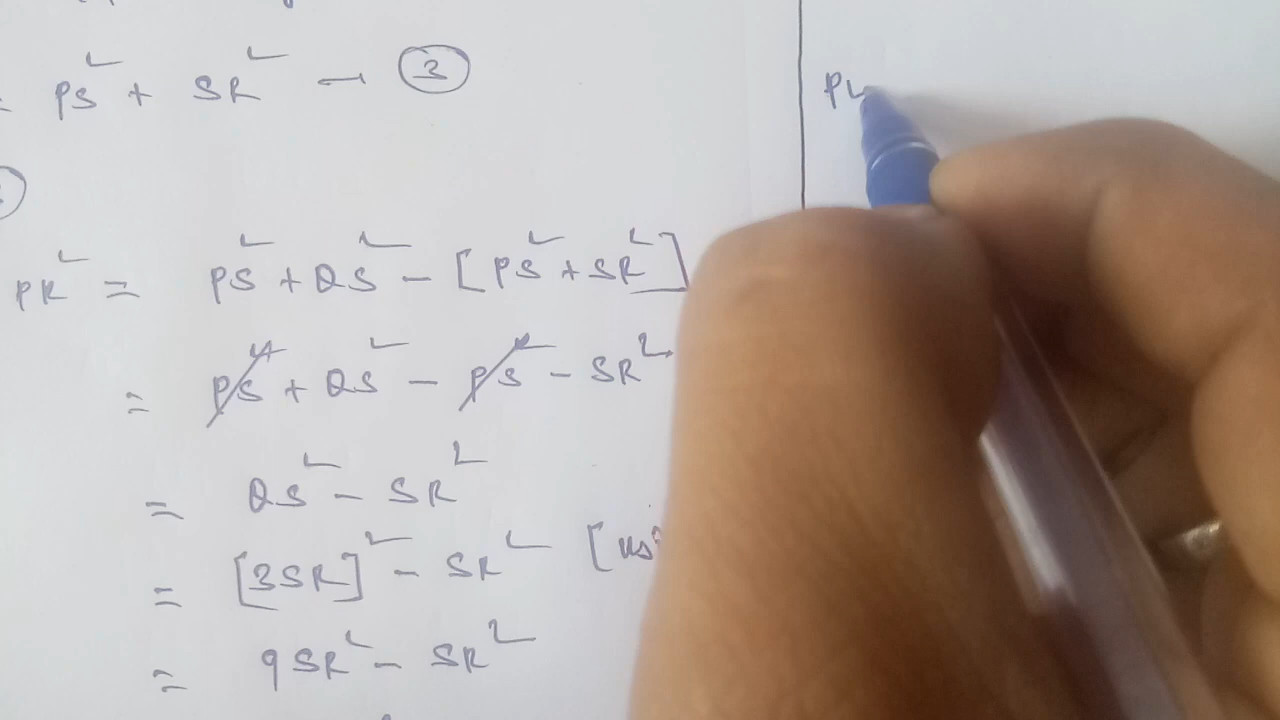 = PS² + SR² — ③
PR² = PS² + QS² - [PS² + SR²]
= PS² + QS² - PS² - SR²
= QS² - SR²
= [3SR]² - SR²
= 9SR² - SR²